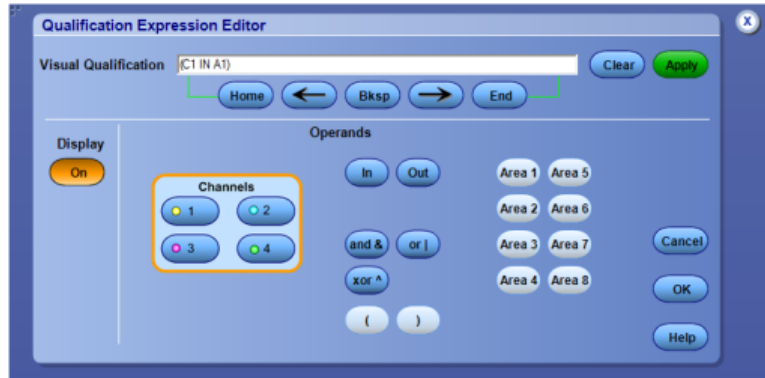 Qualification Expression Editor
X
Visual Qualification (C1 IN A1) Clear Apply
Home Bksp End
Display Operands
On
Channels
In Out Area 1 Area 5
1 2
Area 2 Area 6
3 4
and & or | Area 3 Area 7 Cancel
xor ^ Area 4 Area 8
OK
( )
Help